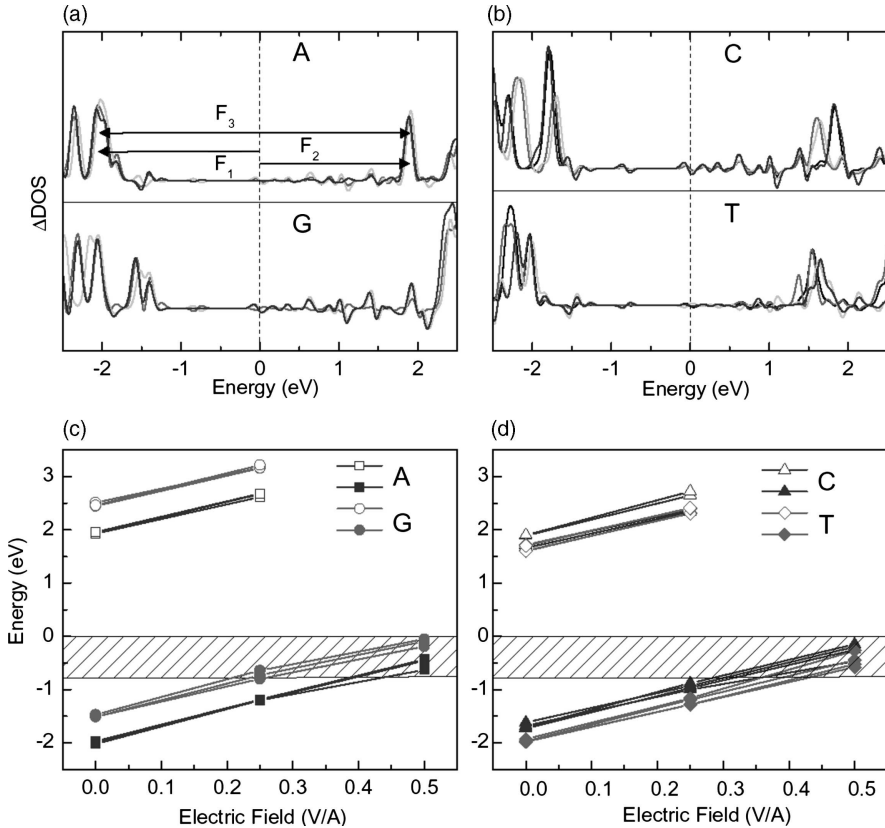 (a)
(b)
A
C
F3
F1
F2
ΔDOS
G
T
-2 -1 0 1 2
-2 -1 0 1 2
Energy (eV)
Energy (eV)
(c)
(d)
3
2
1
0
-1
-2
A
G
C
T
Energy (eV)
0.0 0.1 0.2 0.3 0.4 0.5
0.0 0.1 0.2 0.3 0.4 0.5
Electric Field (V/A)
Electric Field (V/A)